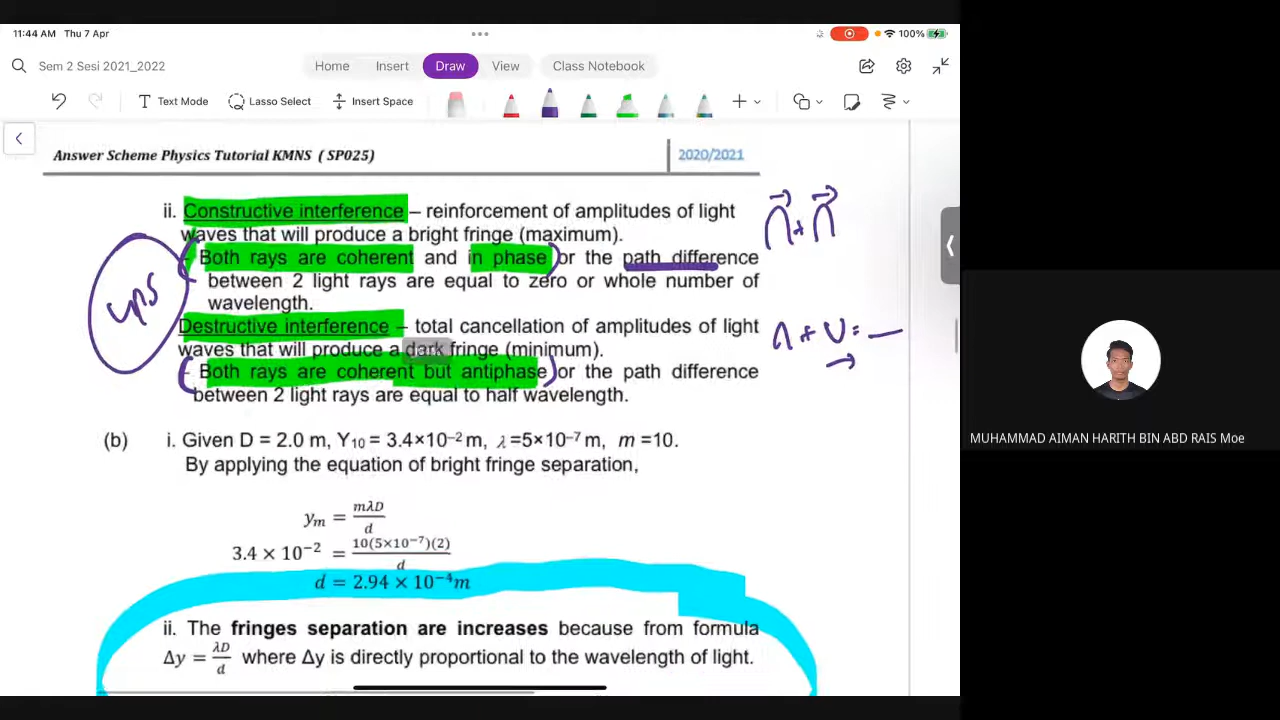 11:44 AM Thu 7 Apr
100%
Sem 2 Sesi 2021_2022
Home Insert Draw View Class Notebook
Text Mode Lasso Select Insert Space
Answer Scheme Physics Tutorial KMNS ( SP025) 2020/2021
ii. Constructive interference – reinforcement of amplitudes of light
waves that will produce a bright fringe (maximum).
- Both rays are coherent and in phase or the path difference
between 2 light rays are equal to zero or whole number of
wavelength.
Destructive interference – total cancellation of amplitudes of light
waves that will produce a dark fringe (minimum).
- Both rays are coherent but antiphase or the path difference
between 2 light rays are equal to half wavelength.
(b) i. Given D = 2.0 m, Y₁₀ = 3.4×10⁻² m, λ =5×10⁻⁷ m, m =10.
By applying the equation of bright fringe separation,
yₘ = mλD/d
3.4 × 10⁻² = 10(5×10⁻⁷)(2)/d
d = 2.94 × 10⁻⁴m
ii. The fringes separation are increases because from formula
Δy = λD/d where Δy is directly proportional to the wavelength of light.
MUHAMMAD AIMAN HARITH BIN ABD RAIS Moe